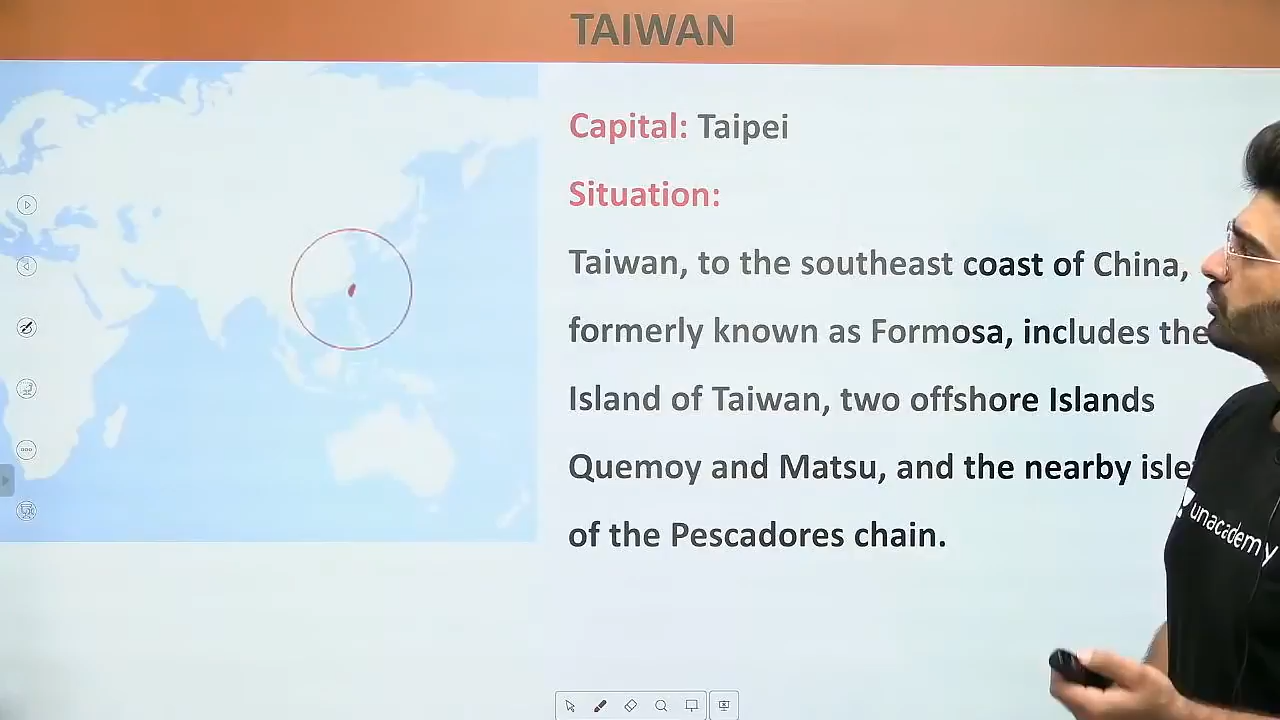 TAIWAN
Capital: Taipei
Situation:
Taiwan, to the southeast coast of China,
formerly known as Formosa, includes the
Island of Taiwan, two offshore Islands
Quemoy and Matsu, and the nearby
of the Pescadores chain.
unacademy